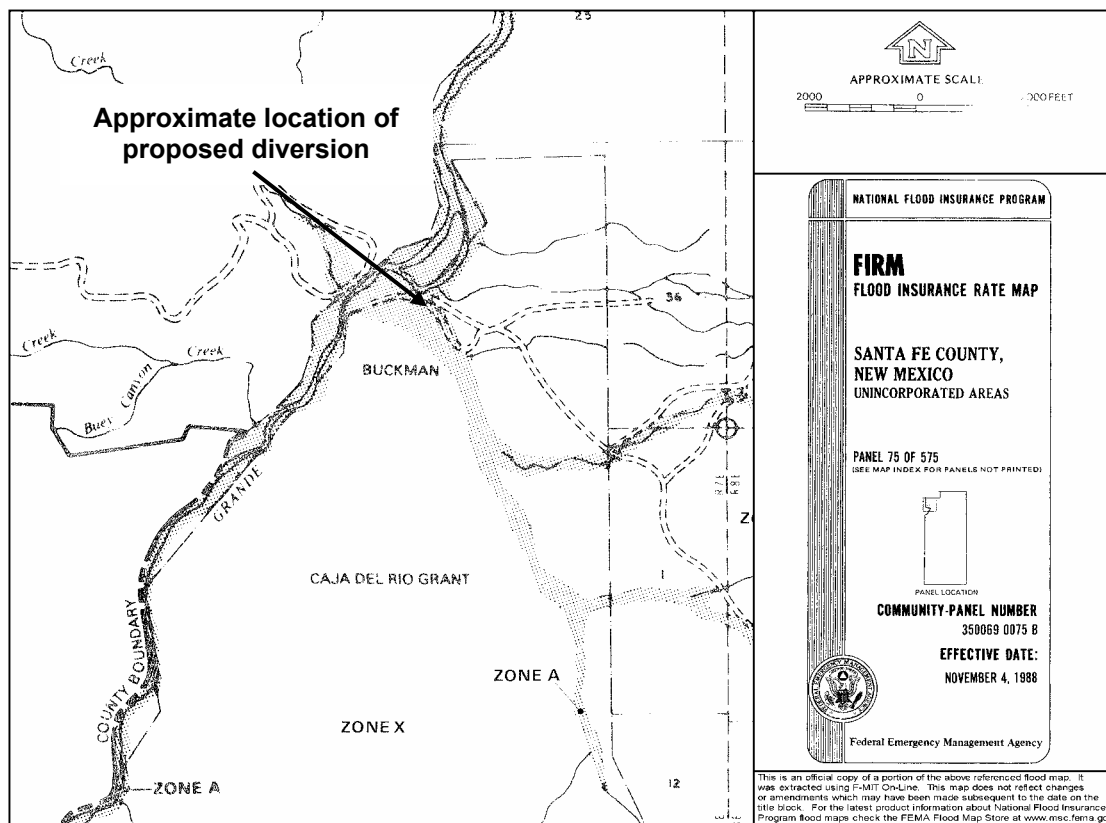 23
Creek
Approximate location of
proposed diversion
36
Creek
Creek
Canyon
Buey
BUCKMAN
GRANDE
R7E
R8E
CAJA DEL RIO GRANT
1
COUNTY BOUNDARY
ZONE A
ZONE X
ZONE A
12
N
APPROXIMATE SCALE
2000 0 2000 FEET
NATIONAL FLOOD INSURANCE PROGRAM
FIRM
FLOOD INSURANCE RATE MAP
SANTA FE COUNTY,
NEW MEXICO
UNINCORPORATED AREAS
PANEL 75 OF 575
(SEE MAP INDEX FOR PANELS NOT PRINTED)
PANEL LOCATION
COMMUNITY-PANEL NUMBER
350069 0075 B
EFFECTIVE DATE:
NOVEMBER 4, 1988
Federal Emergency Management Agency
This is an official copy of a portion of the above referenced flood map. It
was extracted using F-MIT On-Line. This map does not reflect changes
or amendments which may have been made subsequent to the date on the
title block. For the latest product information about National Flood Insurance
Program flood maps check the FEMA Flood Map Store at www.msc.fema.go